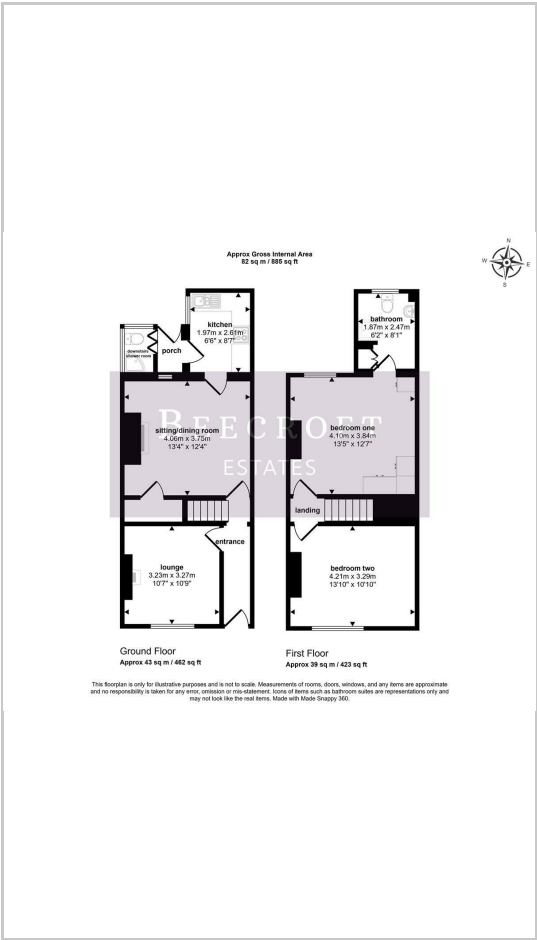 Approx Gross Internal Area
82 sq m / 885 sq ft
N
W
E
S
kitchen
1.97m x 2.61m
6'6" x 8'7"
porch
downstairs
shower room
bathroom
1.87m x 2.47m
6'2" x 8'1"
BEECROFT
ESTATES
sitting/dining room
4.06m x 3.75m
13'4" x 12'4"
bedroom one
4.10m x 3.84m
13'5" x 12'7"
landing
entrance
lounge
3.23m x 3.27m
10'7" x 10'9"
bedroom two
4.21m x 3.29m
13'10" x 10'10"
Ground Floor
Approx 43 sq m / 462 sq ft
First Floor
Approx 39 sq m / 423 sq ft
This floorplan is only for illustrative purposes and is not to scale. Measurements of rooms, doors, windows, and any items are approximate
and no responsibility is taken for any error, omission or mis-statement. Icons of items such as bathroom suites are representations only and
may not look like the real items. Made with Made Snappy 360.